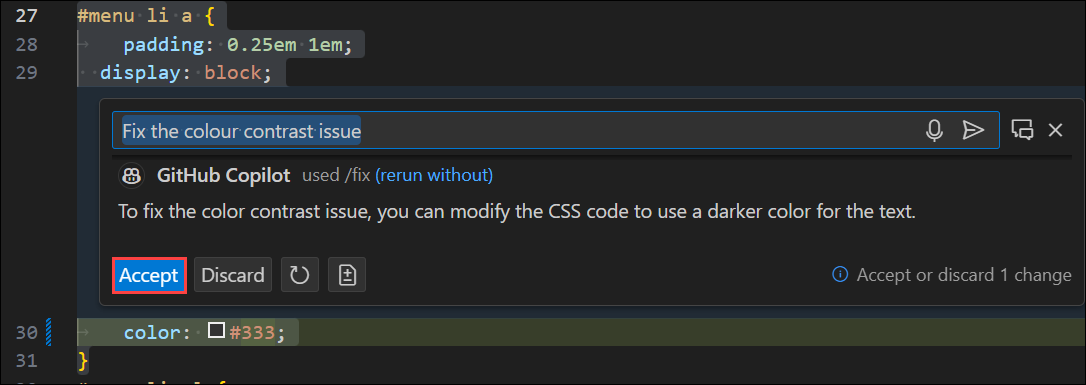 27 #menu li a {
28 padding: 0.25em 1em;
29 display: block;
Fix the colour contrast issue
GitHub Copilot used /fix (rerun without)
To fix the color contrast issue, you can modify the CSS code to use a darker color for the text.
Accept Discard Accept or discard 1 change
30 color: #333;
31 }